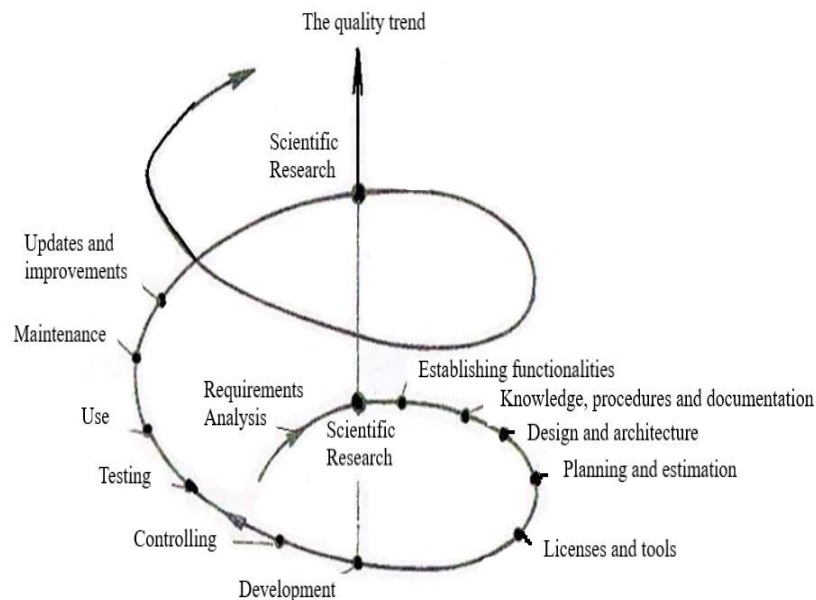 The quality trend
Scientific
Research
Updates and
improvements
Maintenance
Establishing functionalities
Requirements
Analysis
Knowledge, procedures and documentation
Scientific
Research
Design and architecture
Use
Planning and estimation
Testing
Controlling
Licenses and tools
Development